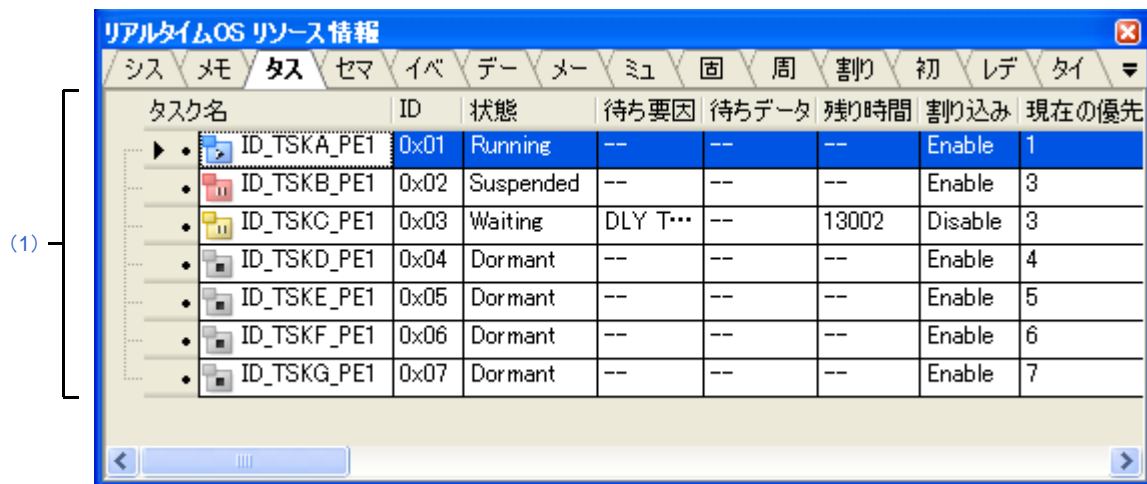 リアルタイムOS リソース情報
シス メモ タス セマ イベ デー メー ミュ 固 周 割り 初 レデ タイ
タスク名 ID 状態 待ち要因 待ちデータ 残り時間 割り込み 現在の優先
ID_TSKA_PE1 0x01 Running -- -- -- Enable 1
ID_TSKB_PE1 0x02 Suspended -- -- -- Enable 3
(1)
ID_TSKC_PE1 0x03 Waiting DLY T… -- 13002 Disable 3
ID_TSKD_PE1 0x04 Dormant -- -- -- Enable 4
ID_TSKE_PE1 0x05 Dormant -- -- -- Enable 5
ID_TSKF_PE1 0x06 Dormant -- -- -- Enable 6
ID_TSKG_PE1 0x07 Dormant -- -- -- Enable 7